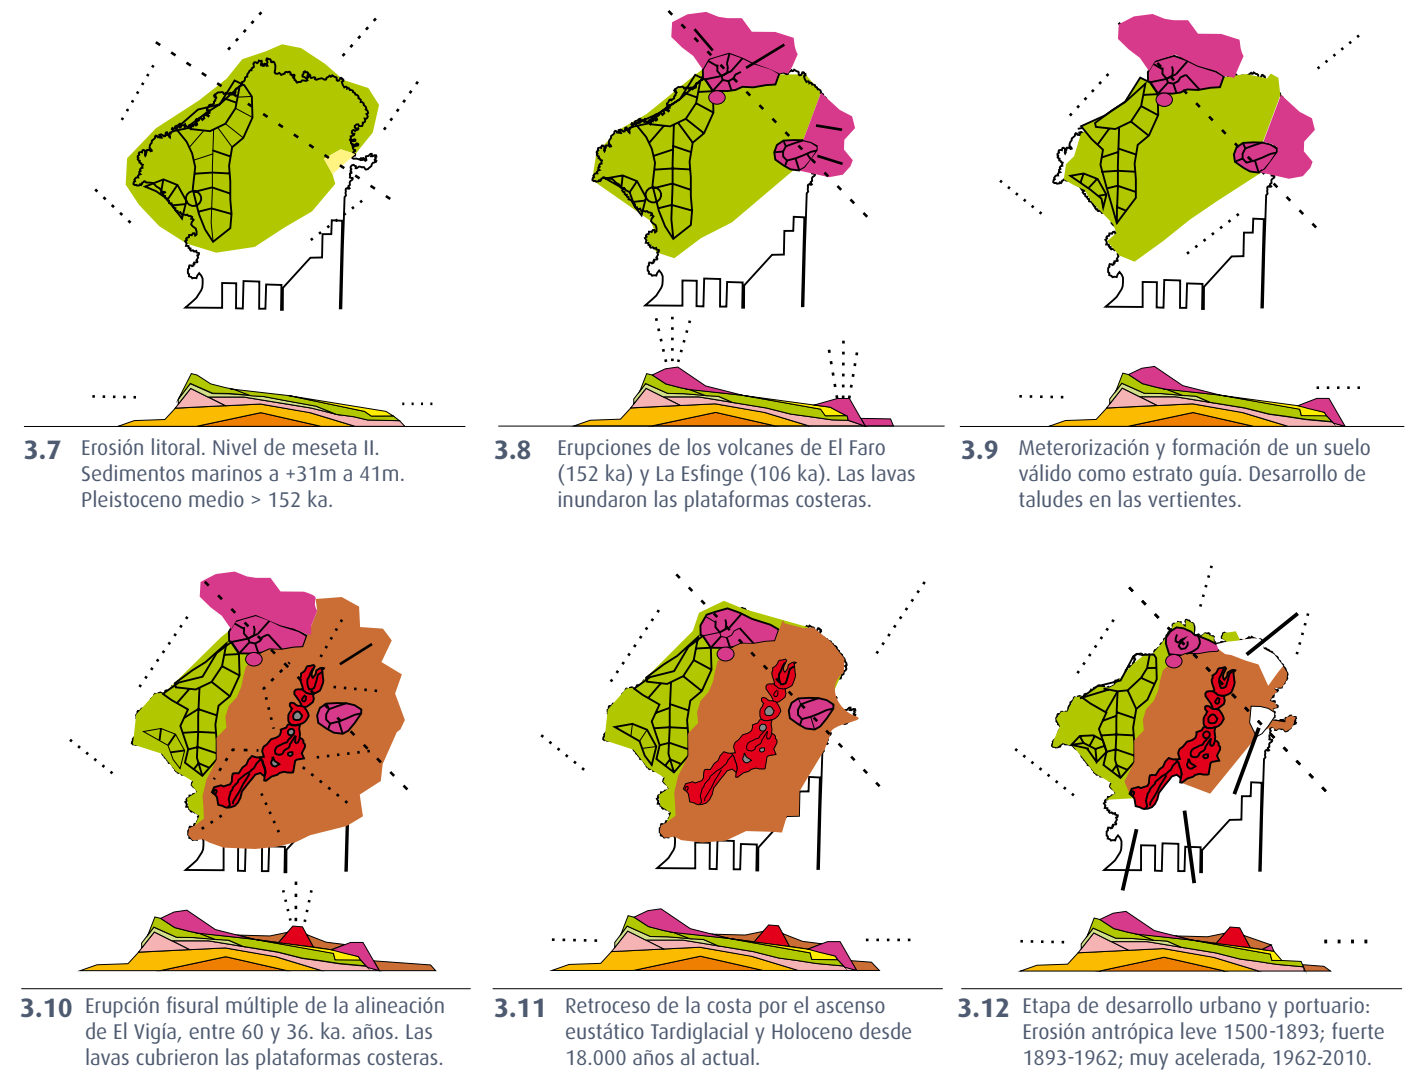 3.7 Erosión litoral. Nivel de meseta II.
Sedimentos marinos a +31m a 41m.
Pleistoceno medio > 152 ka.
3.8 Erupciones de los volcanes de El Faro
(152 ka) y La Esfinge (106 ka). Las lavas
inundaron las plataformas costeras.
3.9 Meterorización y formación de un suelo
válido como estrato guía. Desarrollo de
taludes en las vertientes.
3.10 Erupción fisural múltiple de la alineación
de El Vigía, entre 60 y 36. ka. años. Las
lavas cubrieron las plataformas costeras.
3.11 Retroceso de la costa por el ascenso
eustático Tardiglacial y Holoceno desde
18.000 años al actual.
3.12 Etapa de desarrollo urbano y portuario:
Erosión antrópica leve 1500-1893; fuerte
1893-1962; muy acelerada, 1962-2010.